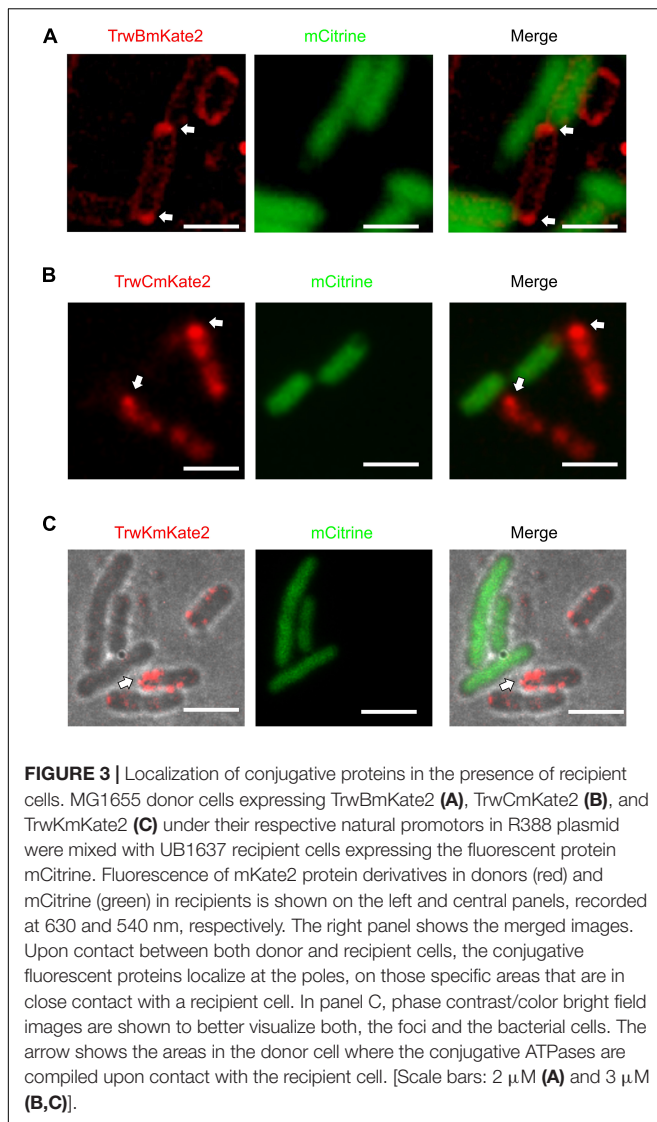 A
TrwBmKate2 mCitrine Merge
B
TrwCmKate2 mCitrine Merge
C
TrwKmKate2 mCitrine Merge
FIGURE 3 | Localization of conjugative proteins in the presence of recipient
cells. MG1655 donor cells expressing TrwBmKate2 (A), TrwCmKate2 (B), and
TrwKmKate2 (C) under their respective natural promotors in R388 plasmid
were mixed with UB1637 recipient cells expressing the fluorescent protein
mCitrine. Fluorescence of mKate2 protein derivatives in donors (red) and
mCitrine (green) in recipients is shown on the left and central panels, recorded
at 630 and 540 nm, respectively. The right panel shows the merged images.
Upon contact between both donor and recipient cells, the conjugative
fluorescent proteins localize at the poles, on those specific areas that are in
close contact with a recipient cell. In panel C, phase contrast/color bright field
images are shown to better visualize both, the foci and the bacterial cells. The
arrow shows the areas in the donor cell where the conjugative ATPases are
compiled upon contact with the recipient cell. [Scale bars: 2 μM (A) and 3 μM
(B,C)].